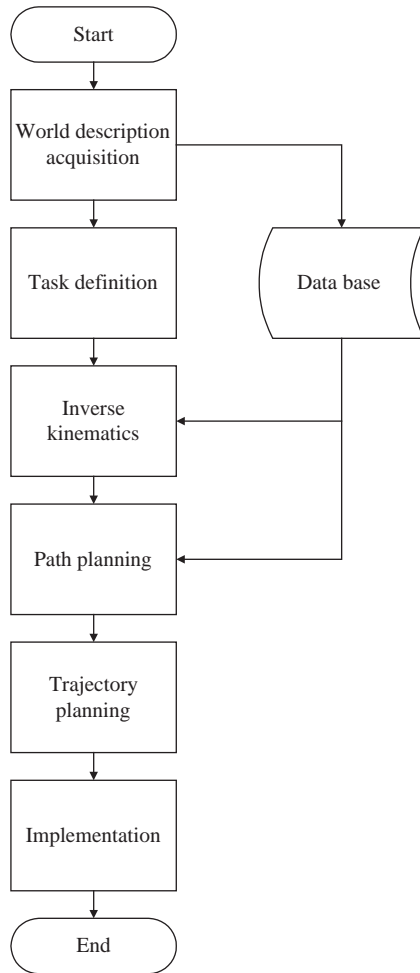 Start
World description
acquisition
Task definition
Data base
Inverse
kinematics
Path planning
Trajectory
planning
Implementation
End